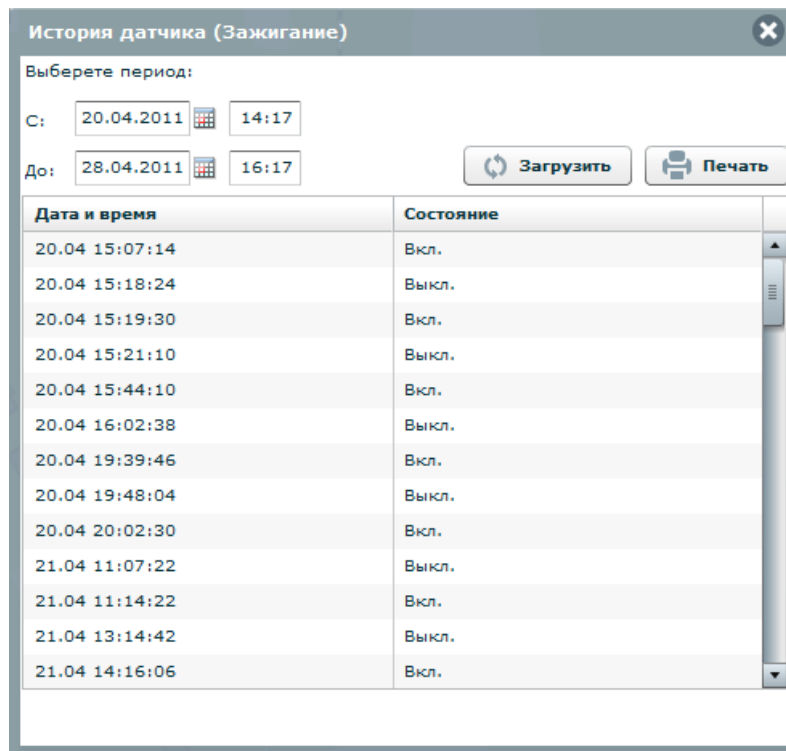 История датчика (Зажигание)
Выберете период:
С: 20.04.2011 14:17
До: 28.04.2011 16:17 Загрузить Печать
Дата и время Состояние
20.04 15:07:14 Вкл.
20.04 15:18:24 Выкл.
20.04 15:19:30 Вкл.
20.04 15:21:10 Выкл.
20.04 15:44:10 Вкл.
20.04 16:02:38 Выкл.
20.04 19:39:46 Вкл.
20.04 19:48:04 Выкл.
20.04 20:02:30 Вкл.
21.04 11:07:22 Выкл.
21.04 11:14:22 Вкл.
21.04 13:14:42 Выкл.
21.04 14:16:06 Вкл.